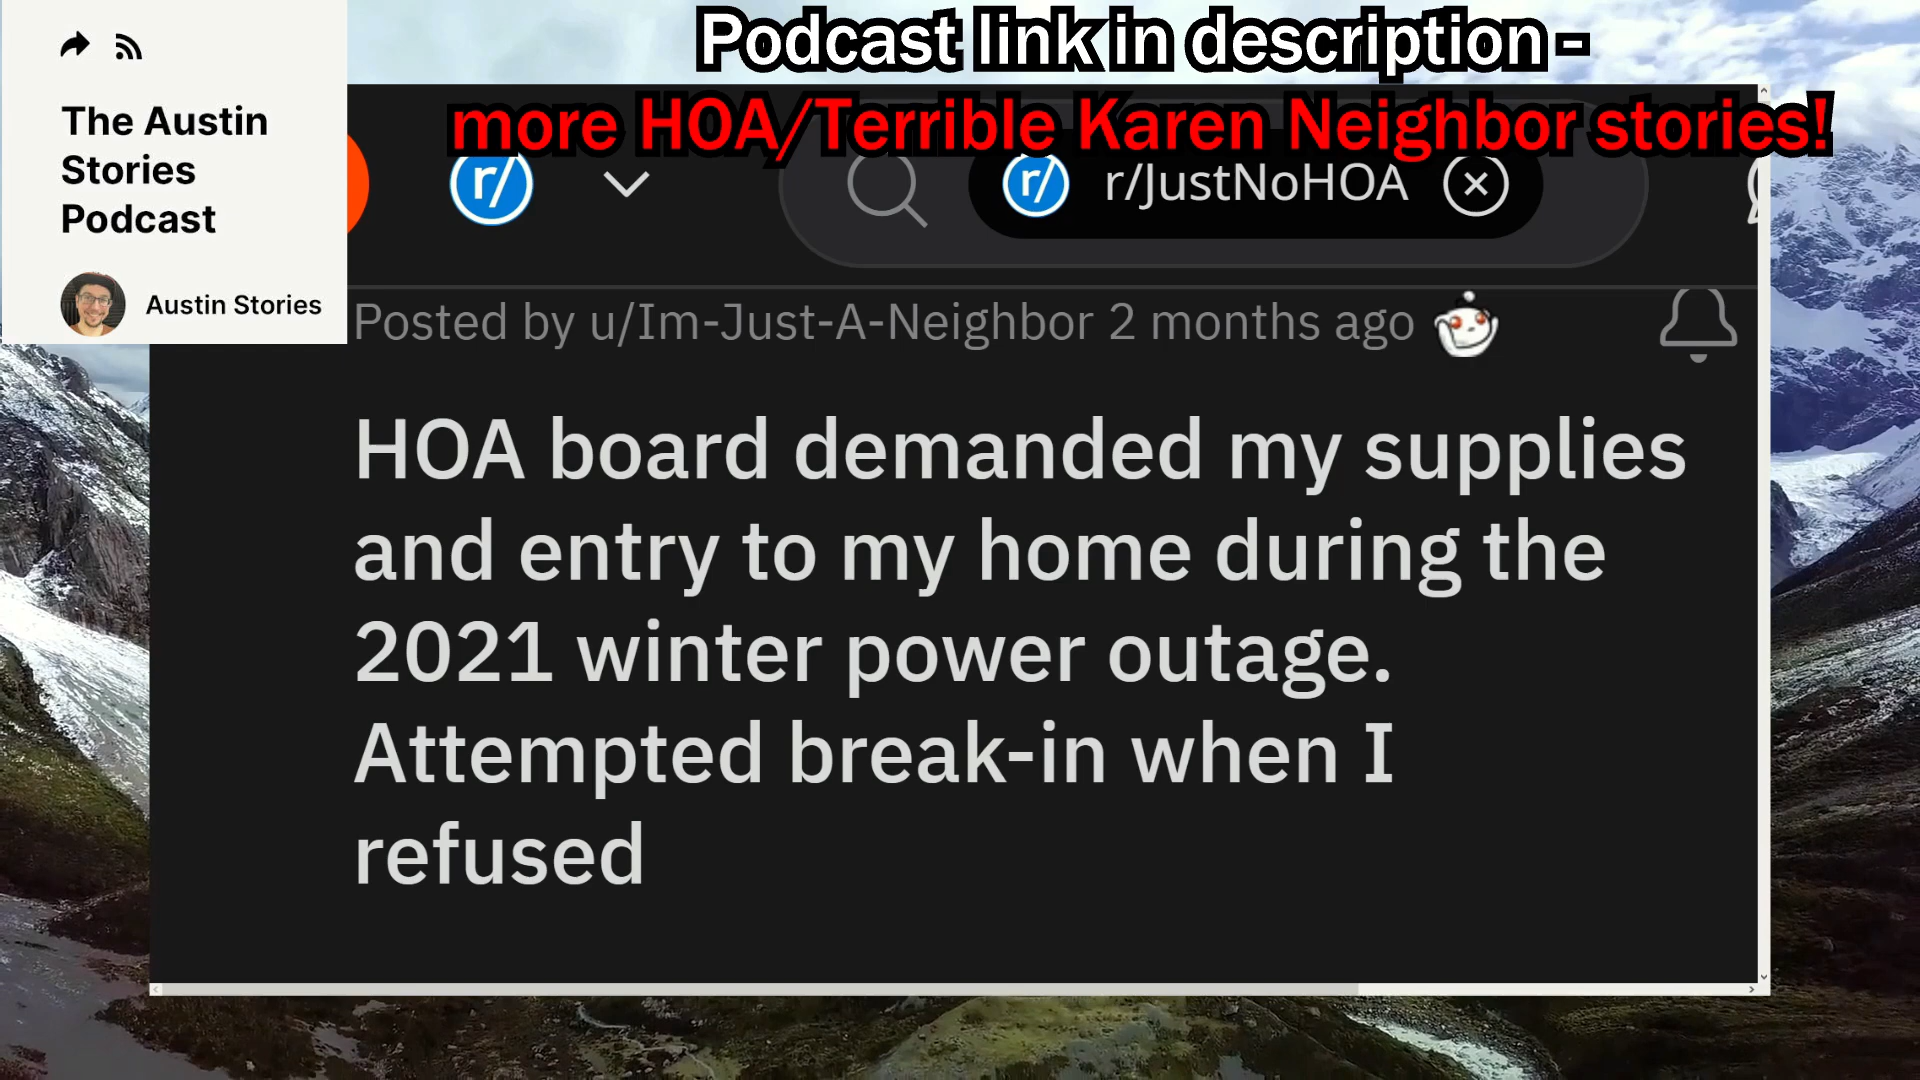 Podcast link in description -
more HOA/Terrible Karen Neighbor stories!
The Austin
Stories
Podcast
Austin Stories
r/
r/
r/JustNoHOA
Posted by u/Im-Just-A-Neighbor 2 months ago
HOA board demanded my supplies
and entry to my home during the
2021 winter power outage.
Attempted break-in when I
refused